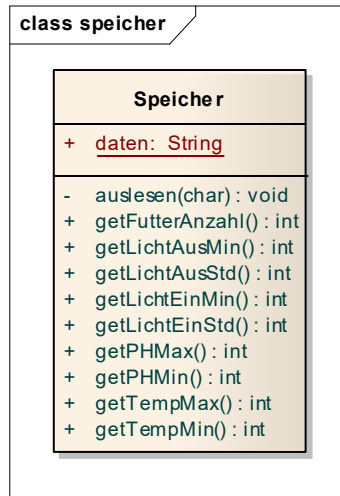 class speicher
Speicher
+ daten: String
- auslesen(char) : void
+ getFutterAnzahl() : int
+ getLichtAusMin() : int
+ getLichtAusStd() : int
+ getLichtEinMin() : int
+ getLichtEinStd() : int
+ getPHMax() : int
+ getPHMin() : int
+ getTempMax() : int
+ getTempMin() : int